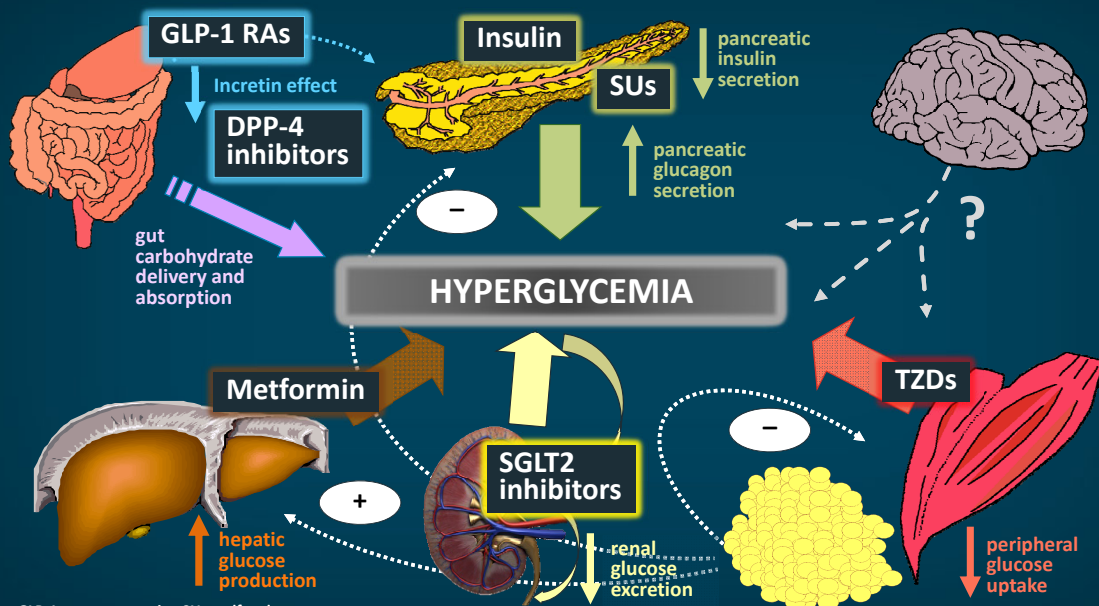 GLP-1 RAs
Incretin effect
DPP-4
inhibitors
Insulin
SUs
pancreatic
insulin
secretion
pancreatic
glucagon
secretion
?
gut
carbohydrate
delivery and
absorption
−
HYPERGLYCEMIA
Metformin
TZDs
−
SGLT2
inhibitors
+
hepatic
glucose
production
renal
glucose
excretion
peripheral
glucose
uptake